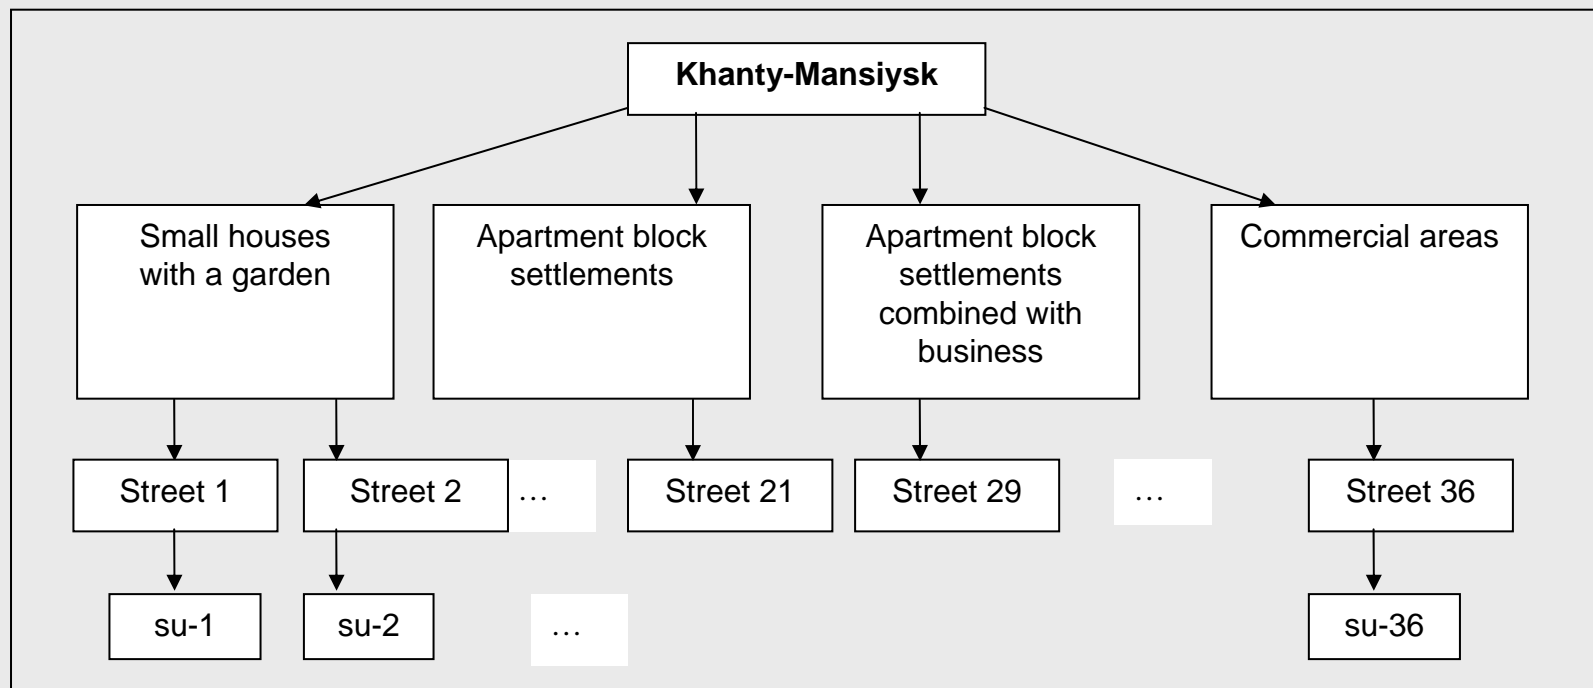 Khanty-Mansiysk
Small houses
with a garden
Apartment block
settlements
Apartment block
settlements
combined with
business
Commercial areas
Street 1
Street 2
…
Street 21
Street 29
…
Street 36
su-1
su-2
…
su-36